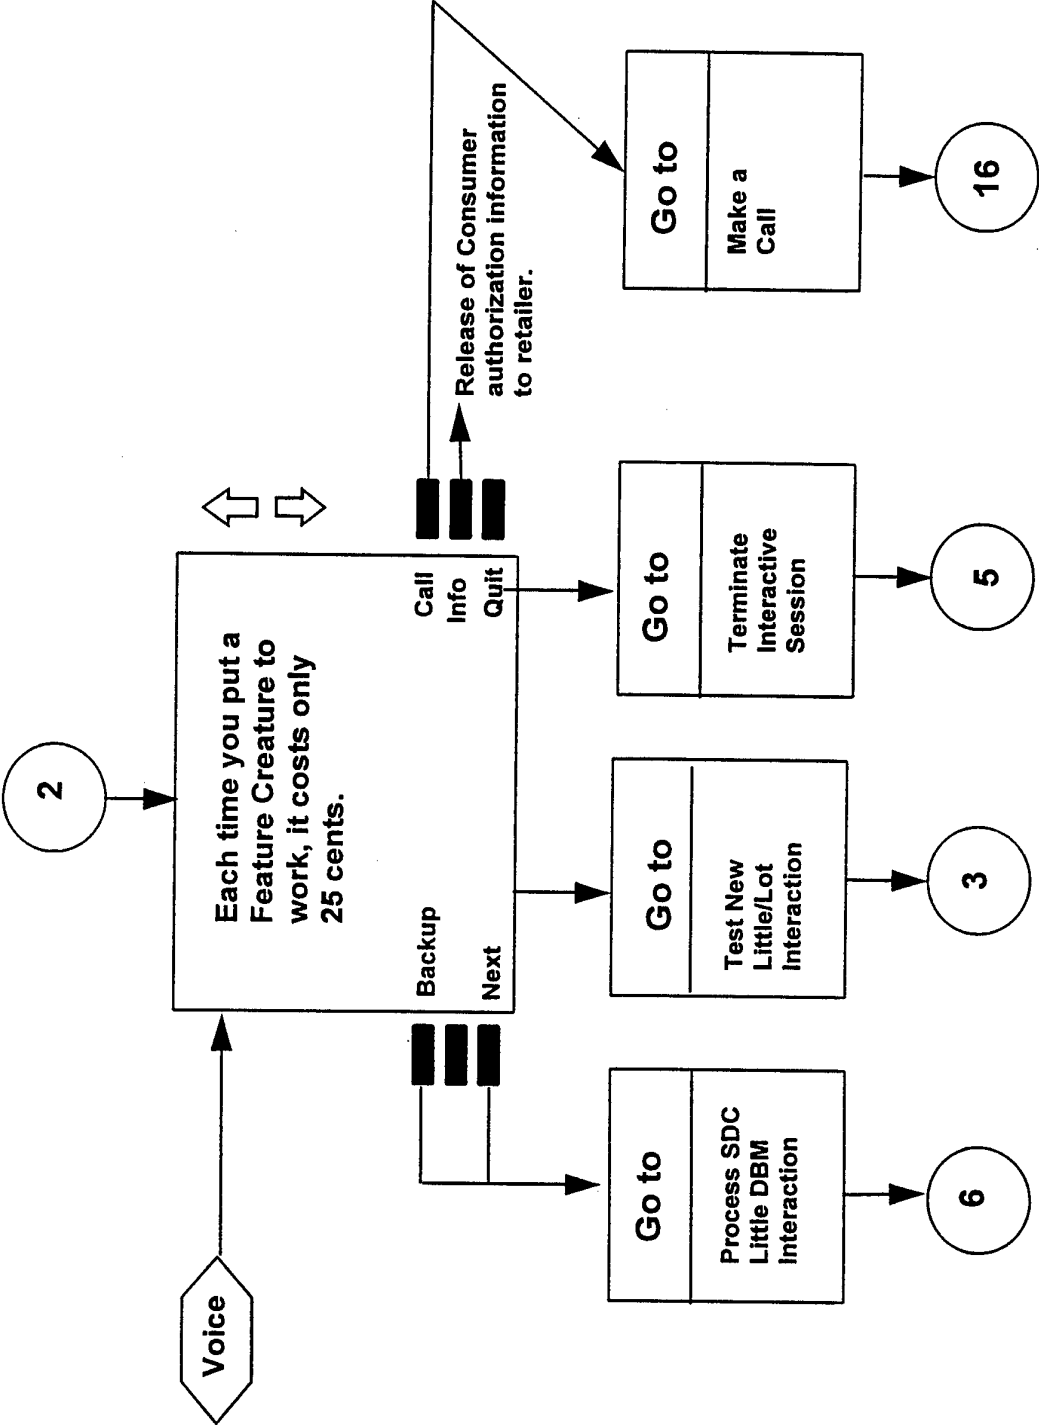 2
Voice
Each time you put a
Feature Creature to
work, it costs only
25 cents.
Backup
Next
Call
Info
Quit
Release of Consumer
authorization information
to retailer.
Go to
Process SDC
Little DBM
Interaction
6
Go to
Test New
Little/Lot
Interaction
3
Go to
Terminate
Interactive
Session
5
Go to
Make a
Call
16